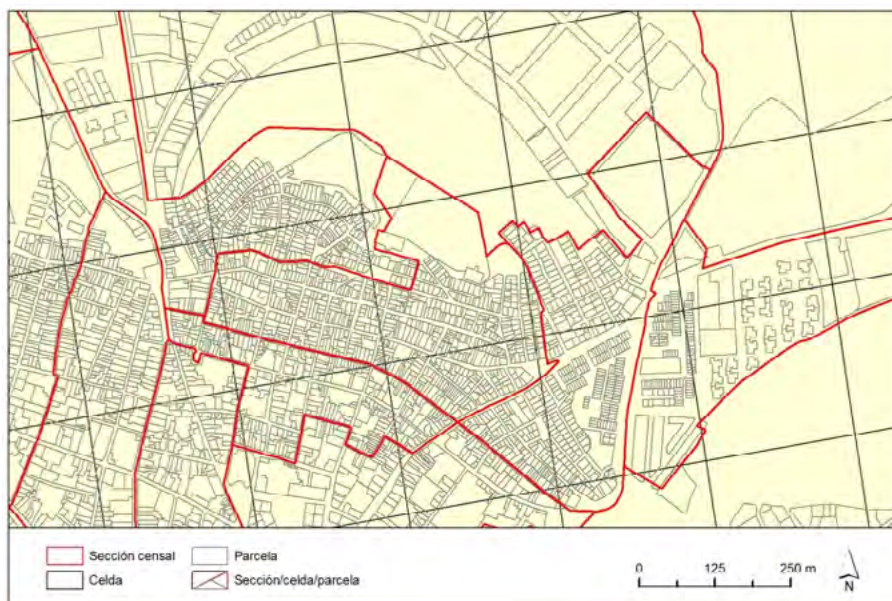 Sección censal
Parcela
Celda
Sección/celda/parcela
0 125 250 m
N